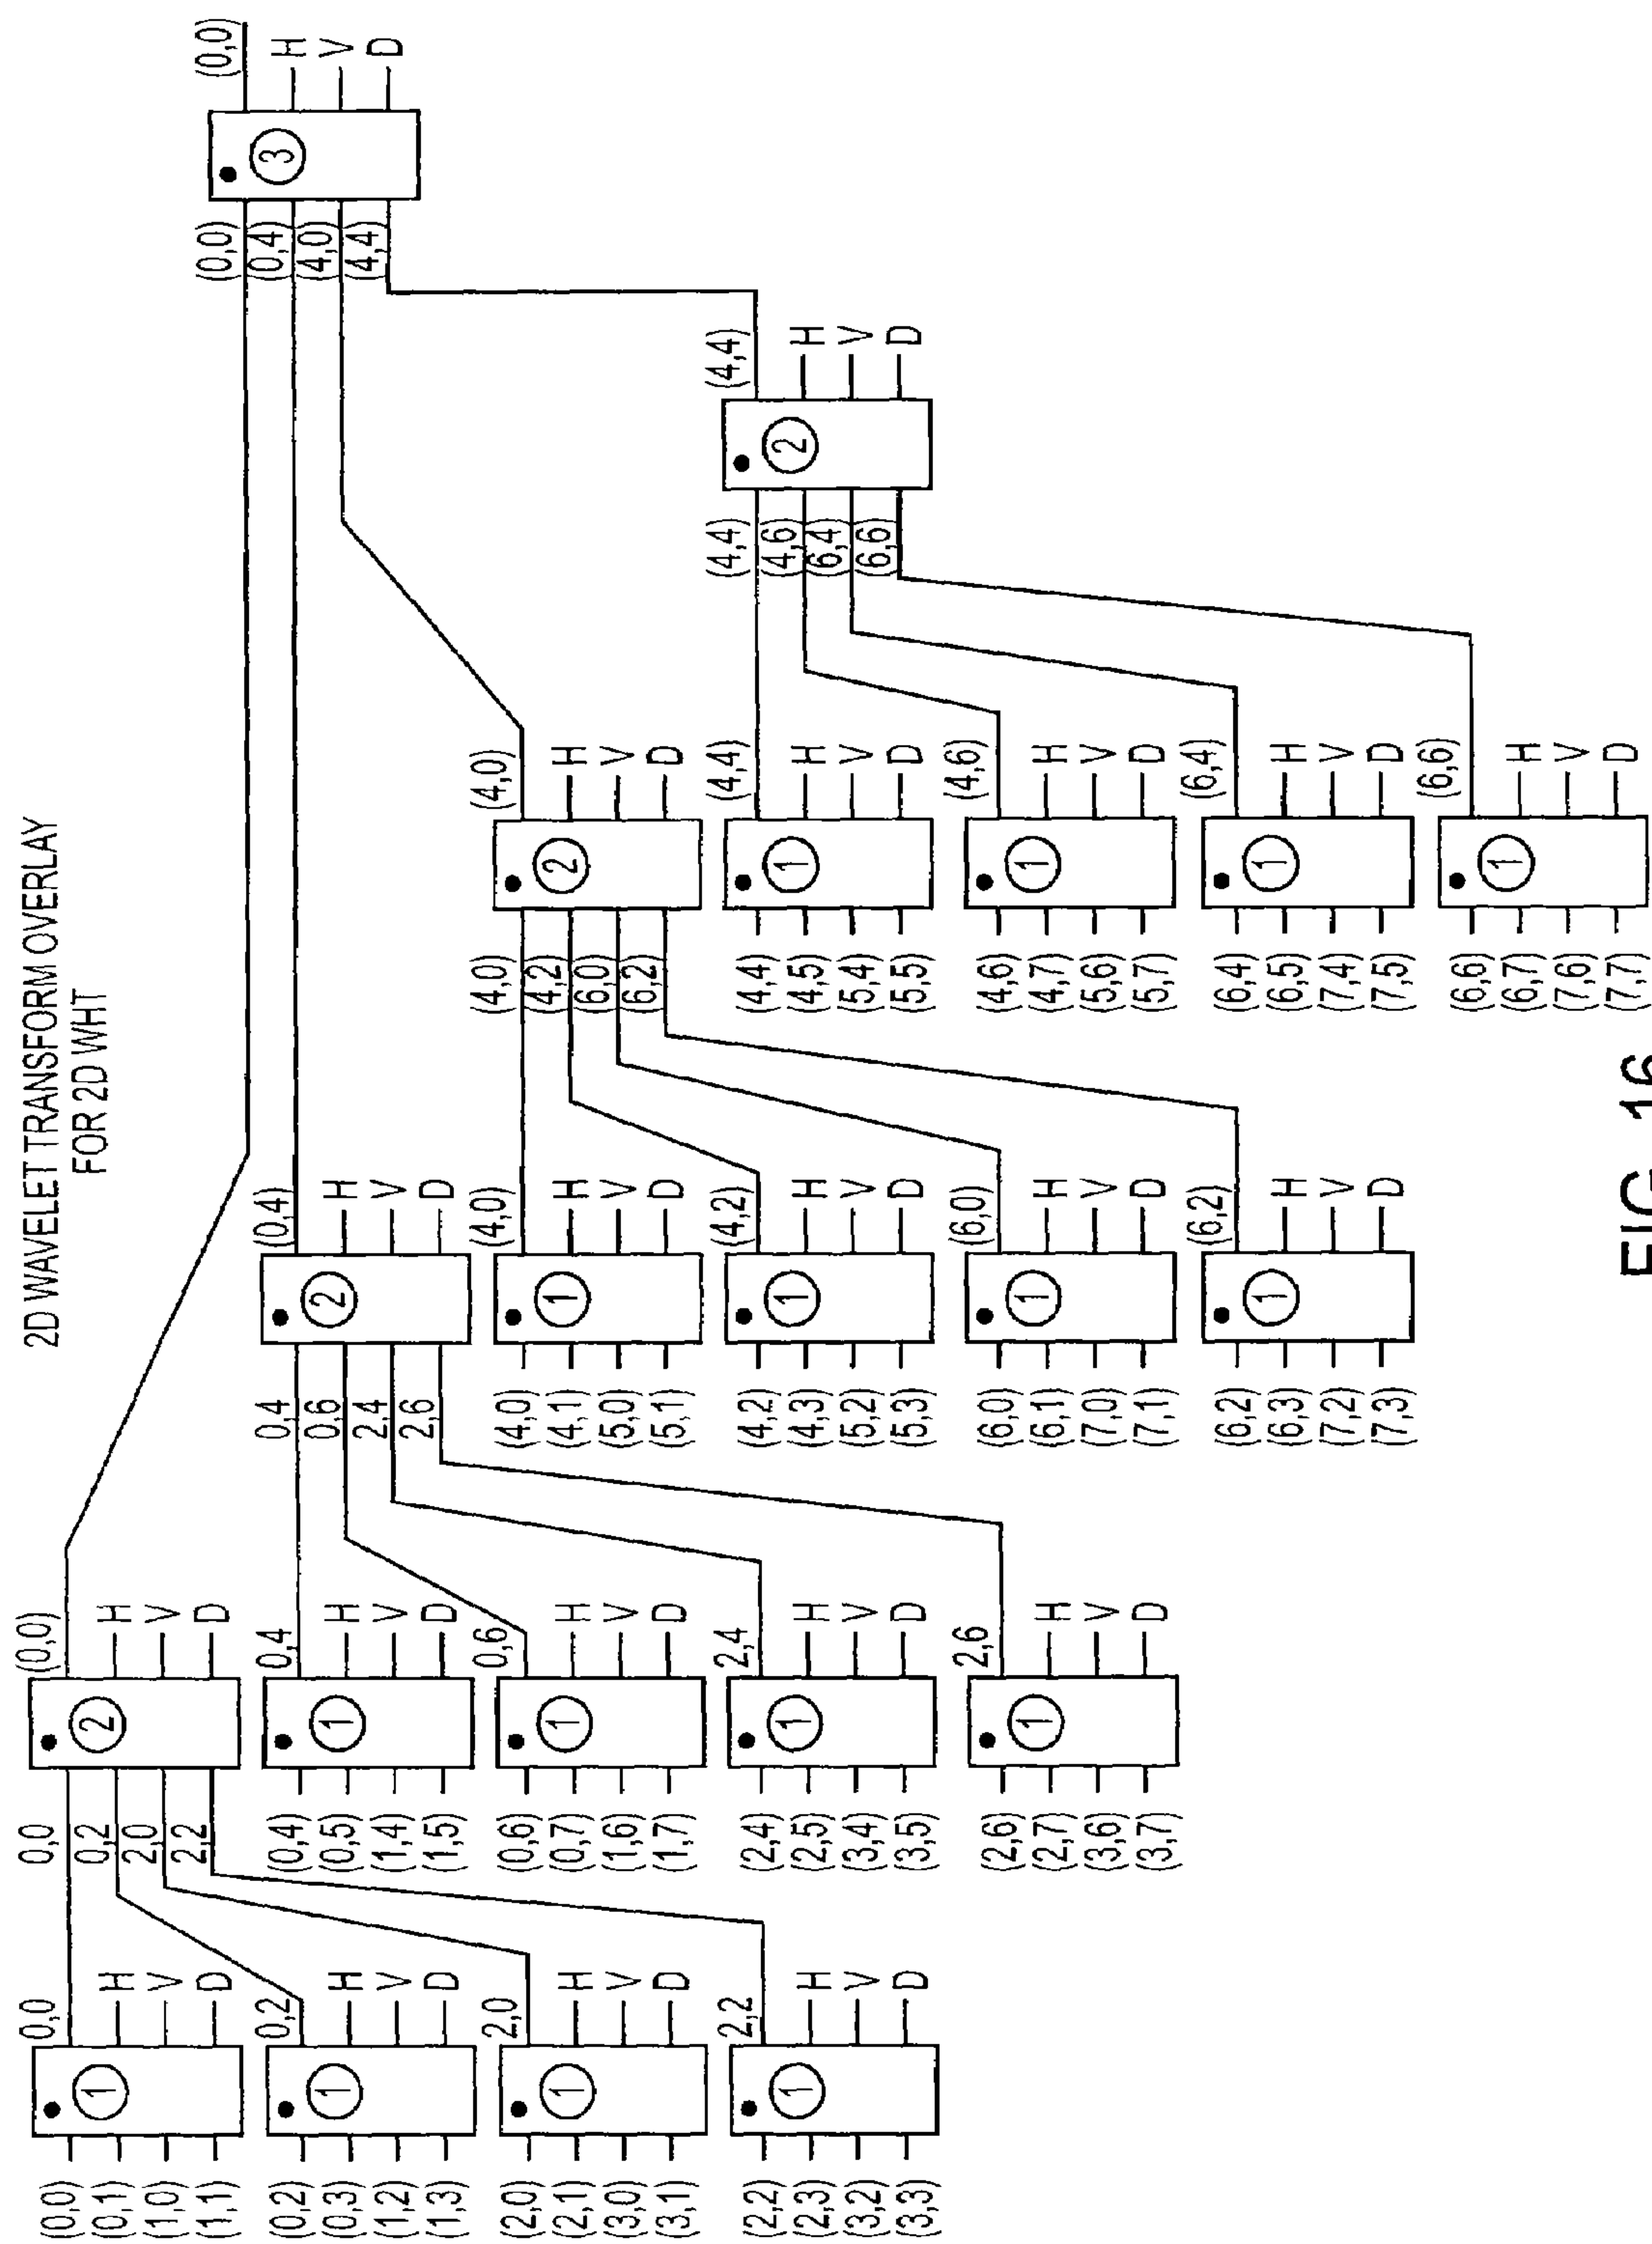 2D WAVELET TRANSFORM OVERLAY
FOR 2D WHT
(0,0)
(0,1)
(1,0)
(1,1)
1
0,0
H
V
D
(0,2)
(0,3)
(1,2)
(1,3)
1
0,2
H
V
D
(2,0)
(2,1)
(3,0)
(3,1)
1
2,0
H
V
D
(2,2)
(2,3)
(3,2)
(3,3)
1
2,2
H
V
D
0,0
0,2
2,0
2,2
2
(0,0)
H
V
D
(0,4)
(0,5)
(1,4)
(1,5)
1
0,4
H
V
D
(0,6)
(0,7)
(1,6)
(1,7)
1
0,6
H
V
D
(2,4)
(2,5)
(3,4)
(3,5)
1
2,4
H
V
D
(2,6)
(2,7)
(3,6)
(3,7)
1
2,6
H
V
D
0,4
0,6
2,4
2,6
2
(0,4)
H
V
D
(4,0)
(4,1)
(5,0)
(5,1)
1
(4,0)
H
V
D
(4,2)
(4,3)
(5,2)
(5,3)
1
(4,2)
H
V
D
(6,0)
(6,1)
(7,0)
(7,1)
1
(6,0)
H
V
D
(6,2)
(6,3)
(7,2)
(7,3)
1
(6,2)
H
V
D
(4,0)
(4,2)
(6,0)
(6,2)
2
(4,0)
H
V
D
(4,4)
(4,5)
(5,4)
(5,5)
1
(4,4)
H
V
D
(4,6)
(4,7)
(5,6)
(5,7)
1
(4,6)
H
V
D
(6,4)
(6,5)
(7,4)
(7,5)
1
(6,4)
H
V
D
(6,6)
(6,7)
(7,6)
(7,7)
1
(6,6)
H
V
D
(4,4)
(4,6)
(6,4)
(6,6)
2
(4,4)
H
V
D
(0,0)
(0,4)
(4,0)
(4,4)
3
(0,0)
H
V
D
FIG. 16